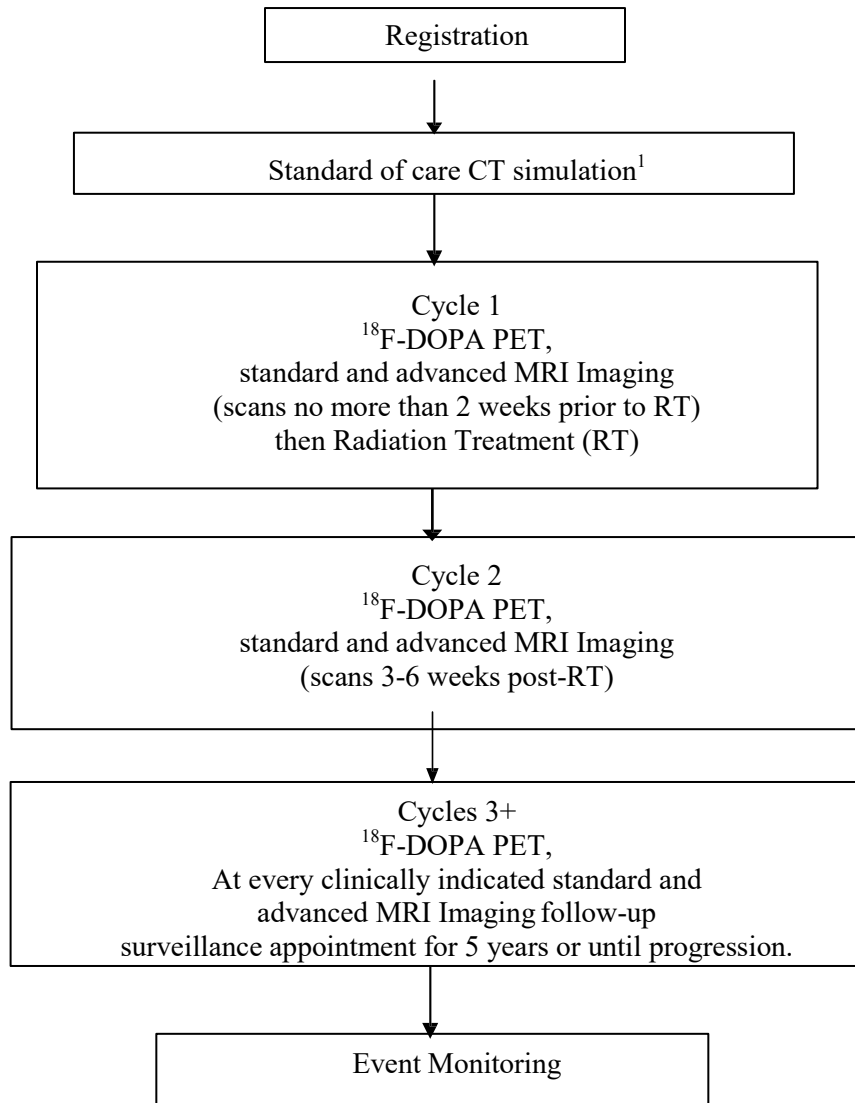 Registration
Standard of care CT simulation¹
Cycle 1
¹⁸F-DOPA PET,
standard and advanced MRI Imaging
(scans no more than 2 weeks prior to RT)
then Radiation Treatment (RT)
Cycle 2
¹⁸F-DOPA PET,
standard and advanced MRI Imaging
(scans 3-6 weeks post-RT)
Cycles 3+
¹⁸F-DOPA PET,
At every clinically indicated standard and
advanced MRI Imaging follow-up
surveillance appointment for 5 years or until progression.
Event Monitoring